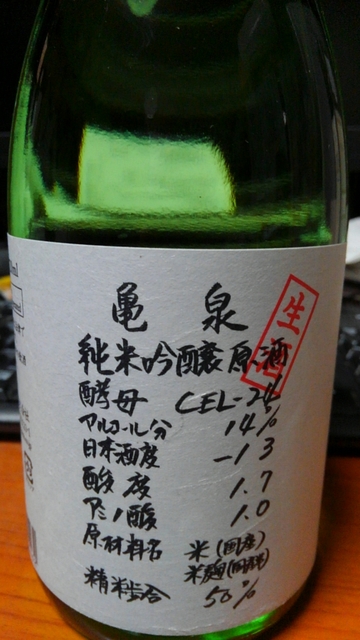 亀泉
純米吟醸原酒
酵母 CEL-24
アルコール分 14%
日本酒度 -13
酸度 1.7
アミノ酸 1.0
原材料名 米(国産)
米麹(国産米)
精粕歩合 50%
生酒